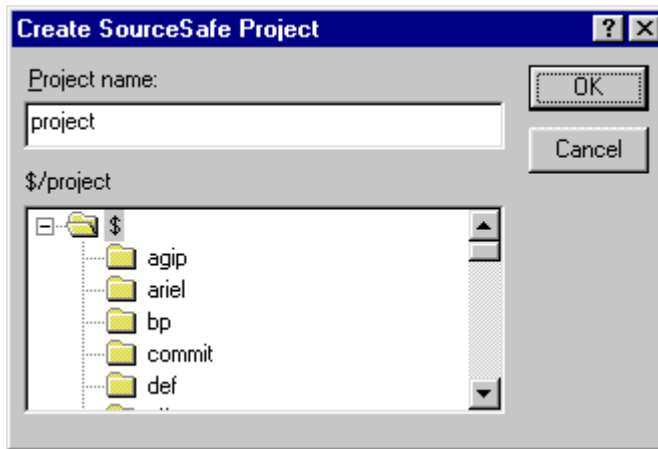 Create SourceSafe Project
Project name:
OK
project
Cancel
$/project
$
agip
ariel
bp
commit
def